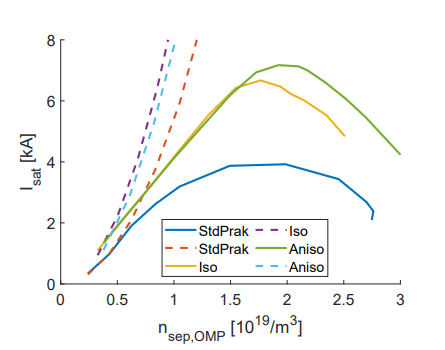 8
6
4
2
0
I_sat [kA]
StdPrak
StdPrak
Iso
Iso
Aniso
Aniso
0 0.5 1 1.5 2 2.5 3
n_sep,OMP [10^19/m^3]